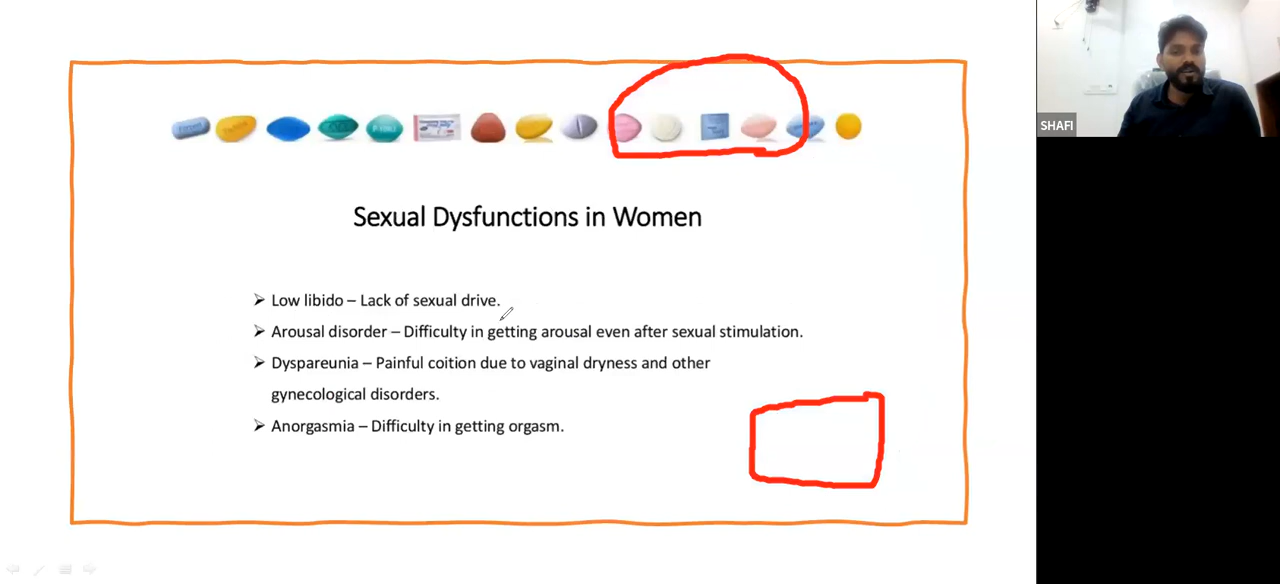 SHAFI
Sexual Dysfunctions in Women
➢ Low libido – Lack of sexual drive.
➢ Arousal disorder – Difficulty in getting arousal even after sexual stimulation.
➢ Dyspareunia – Painful coition due to vaginal dryness and other
gynecological disorders.
➢ Anorgasmia – Difficulty in getting orgasm.